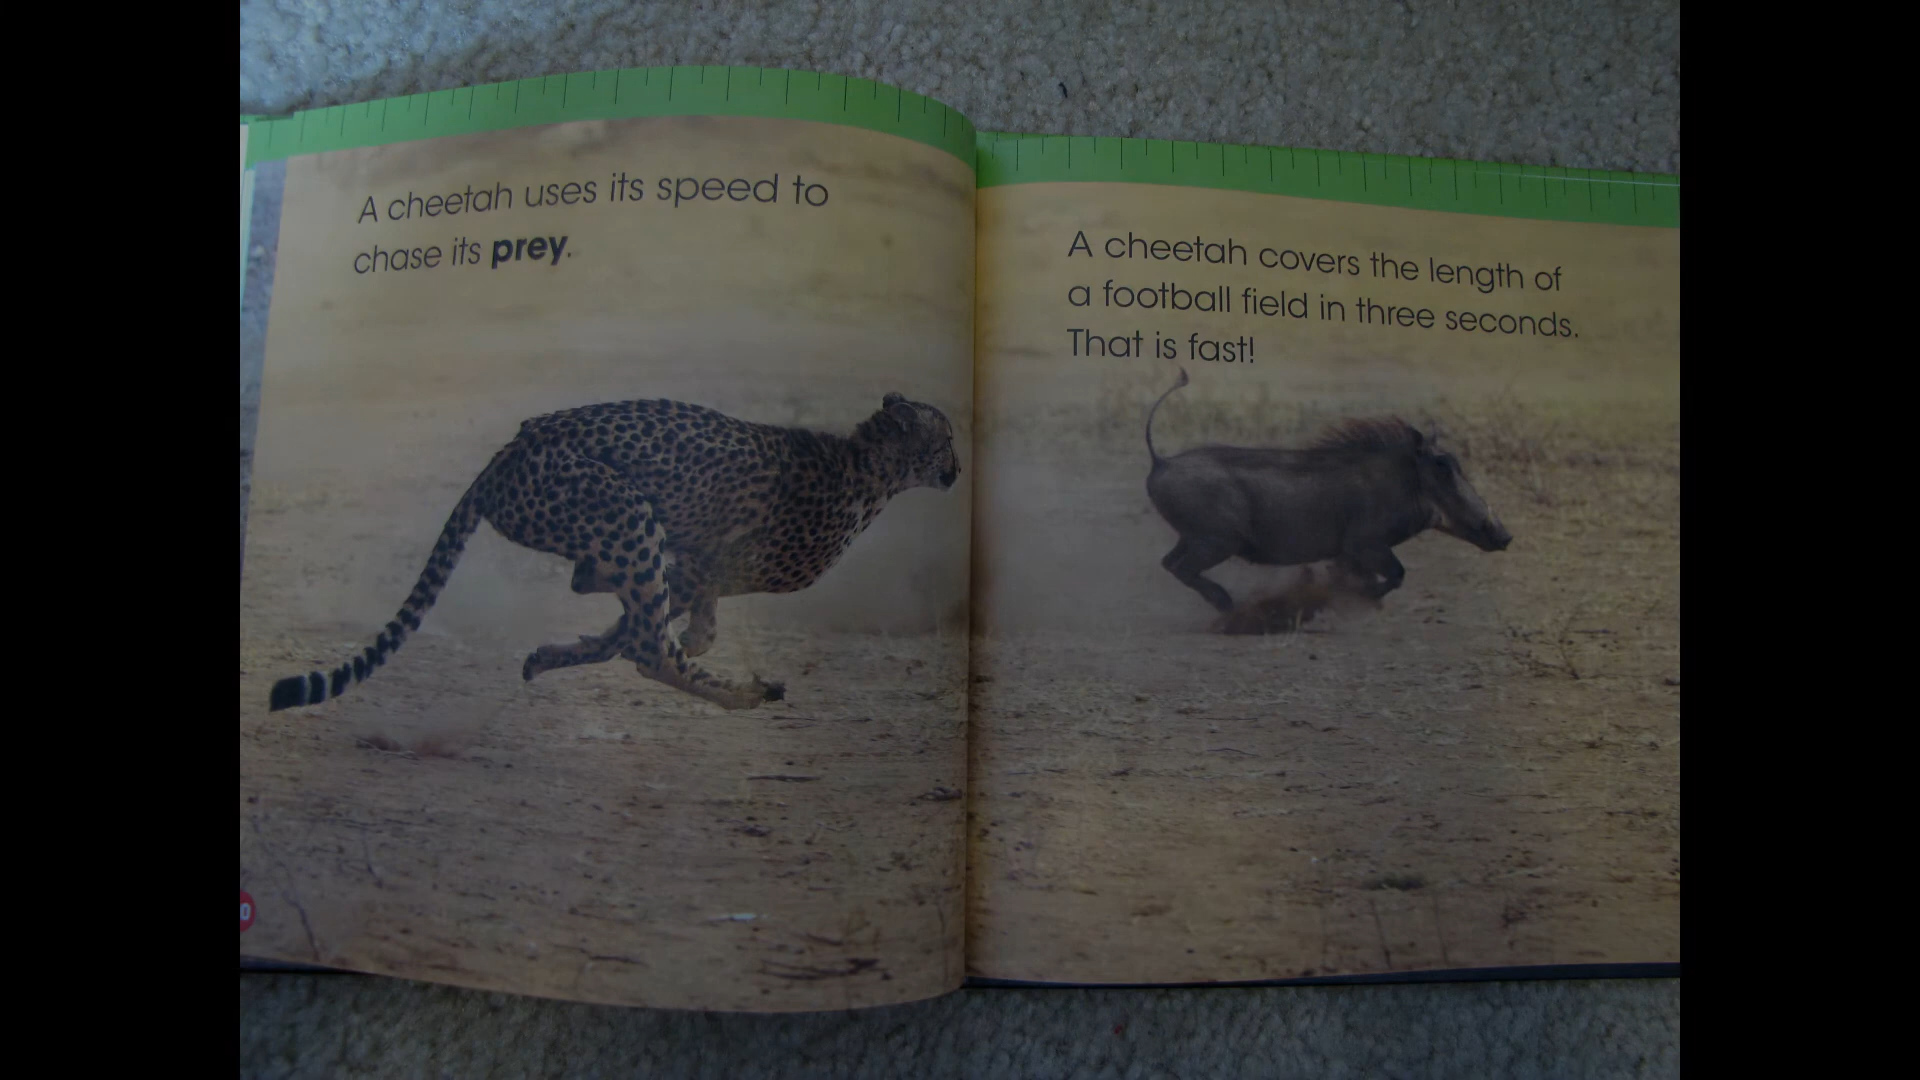 A cheetah uses its speed to
chase its prey.
A cheetah covers the length of
a football field in three seconds.
That is fast!